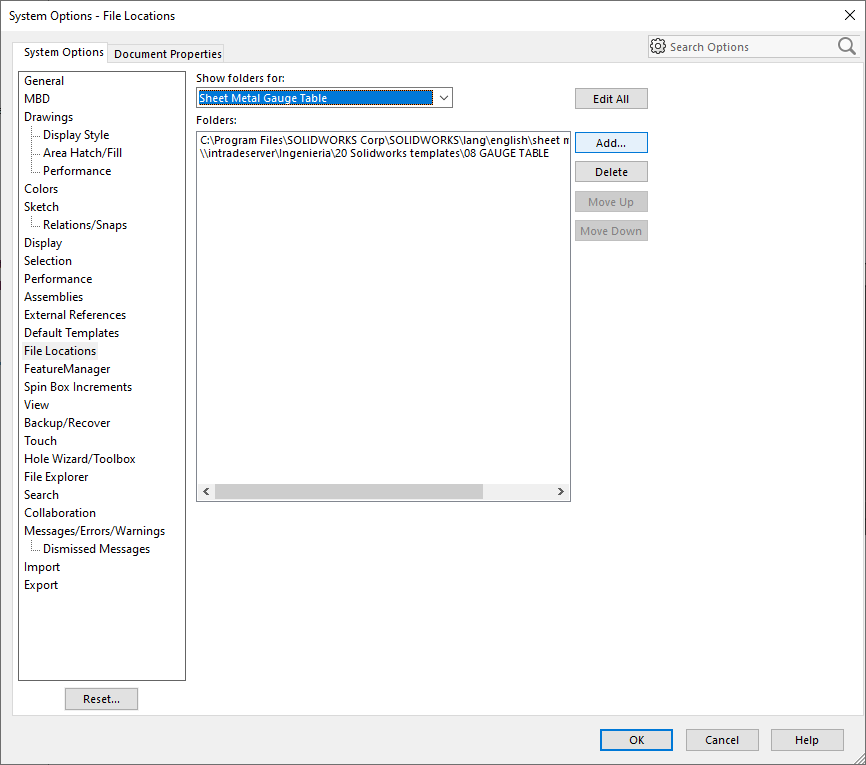 System Options - File Locations
System Options
Document Properties
Search Options
General
MBD
Drawings
Display Style
Area Hatch/Fill
Performance
Colors
Sketch
Relations/Snaps
Display
Selection
Performance
Assemblies
External References
Default Templates
File Locations
FeatureManager
Spin Box Increments
View
Backup/Recover
Touch
Hole Wizard/Toolbox
File Explorer
Search
Collaboration
Messages/Errors/Warnings
Dismissed Messages
Import
Export
Reset...
Show folders for:
Sheet Metal Gauge Table
Folders:
C:\Program Files\SOLIDWORKS Corp\SOLIDWORKS\lang\english\sheet m
\\intradeserver\Ingenieria\20 Solidworks templates\08 GAUGE TABLE
Edit All
Add...
Delete
Move Up
Move Down
OK
Cancel
Help